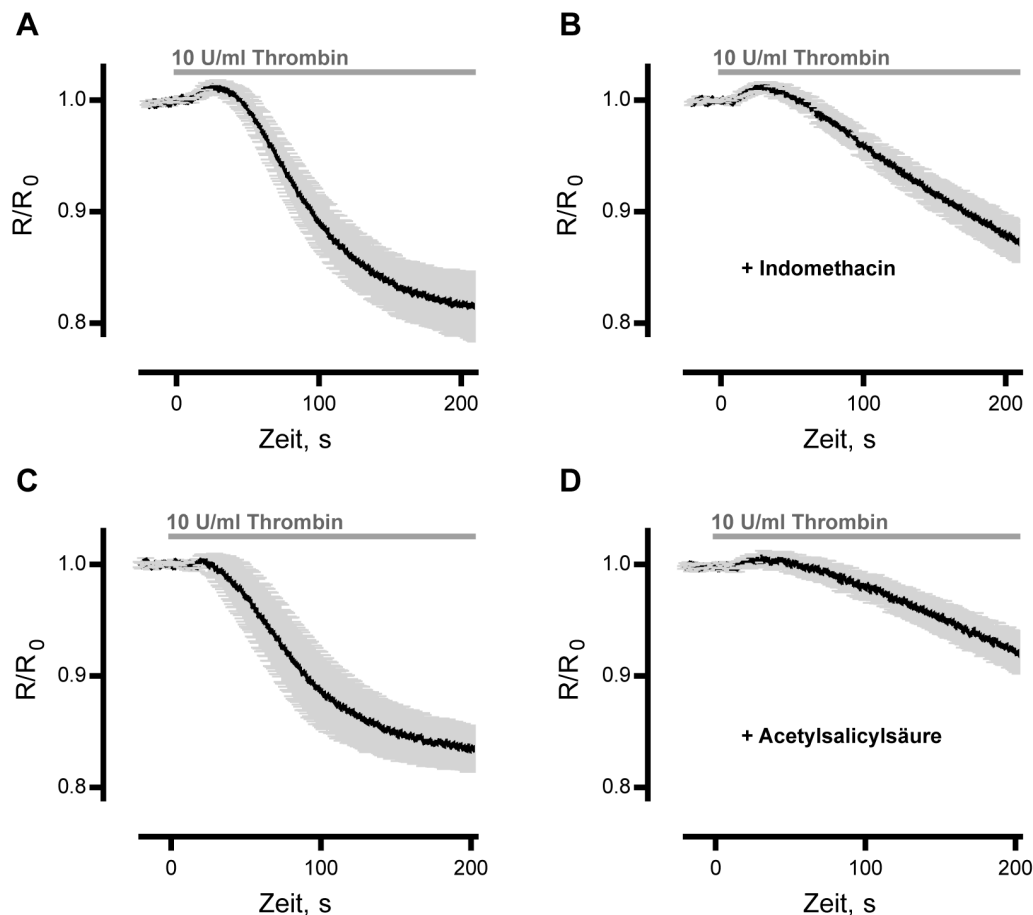 A
10 U/ml Thrombin
1.0
0.9
0.8
R/R0
0
100
200
Zeit, s
B
10 U/ml Thrombin
1.0
0.9
0.8
R/R0
+ Indomethacin
0
100
200
Zeit, s
C
10 U/ml Thrombin
1.0
0.9
0.8
R/R0
0
100
200
Zeit, s
D
10 U/ml Thrombin
1.0
0.9
0.8
R/R0
+ Acetylsalicylsäure
0
100
200
Zeit, s